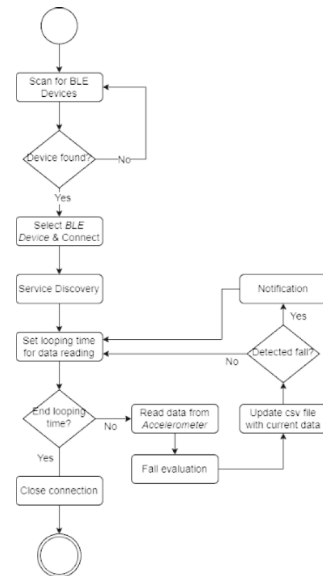 Scan for BLE
Devices
Device found?
No
Yes
Select BLE
Device & Connect
Service Discovery
Notification
Yes
Set looping time
for data reading
Detected fall?
No
End looping
time?
No
Read data from
Accelerometer
Update csv file
with current data
Yes
Fall evaluation
Close connection